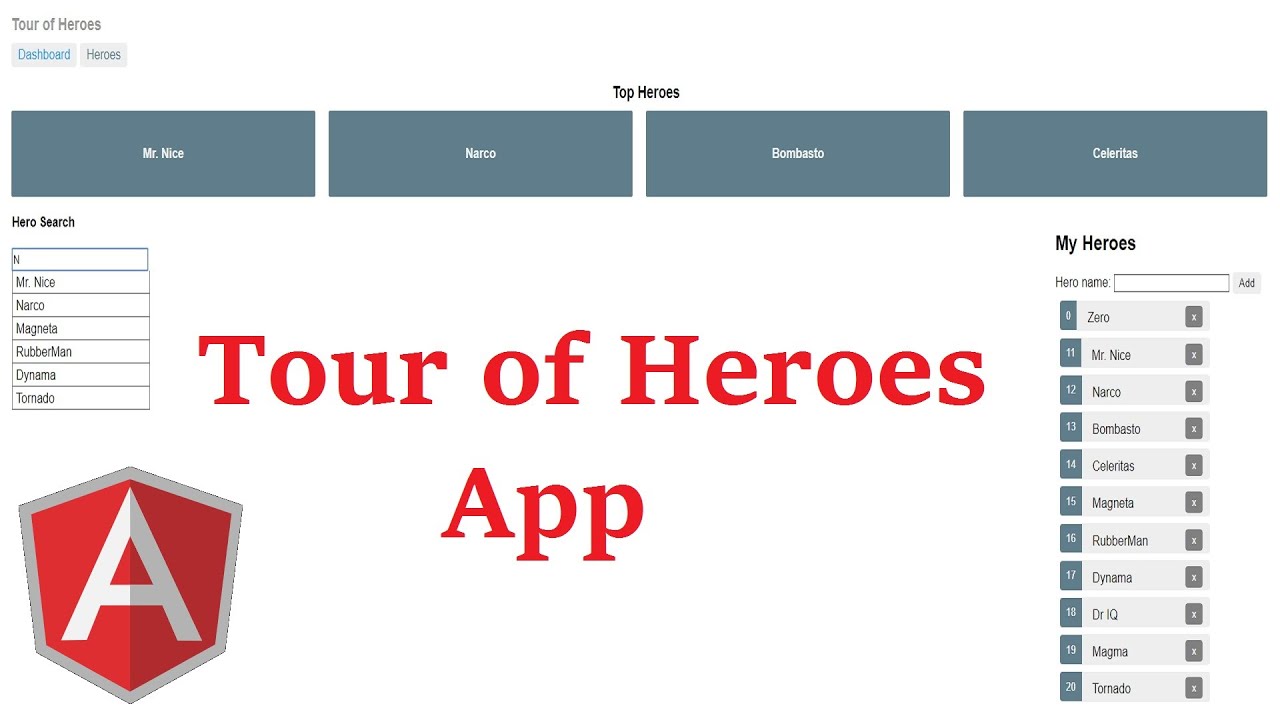 Tour of Heroes
Dashboard Heroes
Top Heroes
Mr. Nice Narco Bombasto Celeritas
Hero Search
N
Mr. Nice
Narco
Magneta
RubberMan
Dynama
Tornado
Tour of Heroes
App
A
My Heroes
Hero name: Add
0 Zero x
11 Mr. Nice x
12 Narco x
13 Bombasto x
14 Celeritas x
15 Magneta x
16 RubberMan x
17 Dynama x
18 Dr IQ x
19 Magma x
20 Tornado x